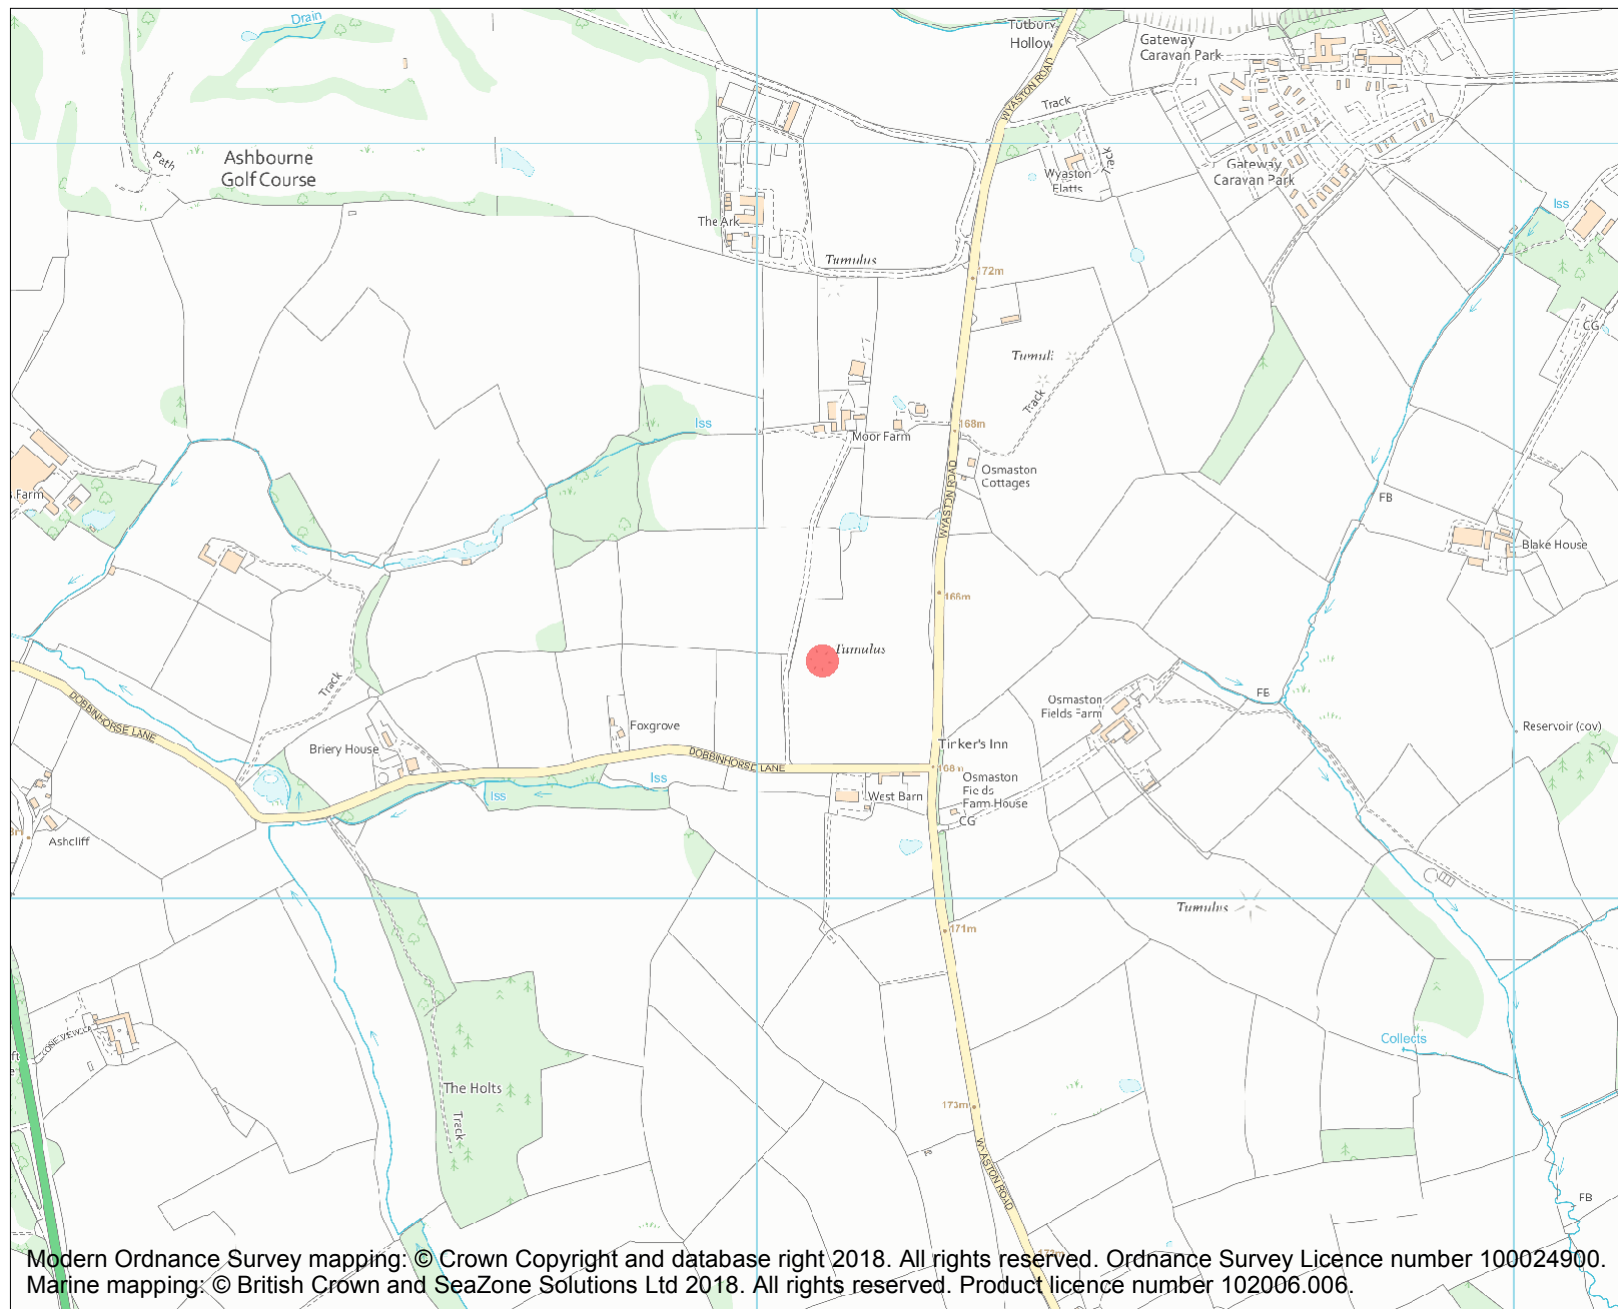 Drain
Tutbury
Hollow
Gateway
Caravan Park
WYASTON ROAD
Track
Path
Ashbourne
Golf Course
Track
Wyaston
Flatts
Gateway
Caravan Park
Iss
The Ark
Tumulus
172m
CG
Tumuli
Track
Iss
168m
Moor Farm
Osmaston
Cottages
WYASTON ROAD
s Farm
FB
Blake House
166m
Tumulus
Track
FB
Osmaston
Fields Farm
DOBBINHORSE LANE
Foxgrove
Reservoir (cov)
Briery House
Tinker's Inn
DOBBINHORSE LANE
168m
Iss
Osmaston
Fields
Farm House
Iss
West Barn
CG
Ashcliff
Tumulus
171m
Collects
The Holts
173m
Track
WYASTON ROAD
FB
Modern Ordnance Survey mapping: © Crown Copyright and database right 2018. All rights reserved. Ordnance Survey Licence number 100024900.
Marine mapping: © British Crown and SeaZone Solutions Ltd 2018. All rights reserved. Product licence number 102006.006.